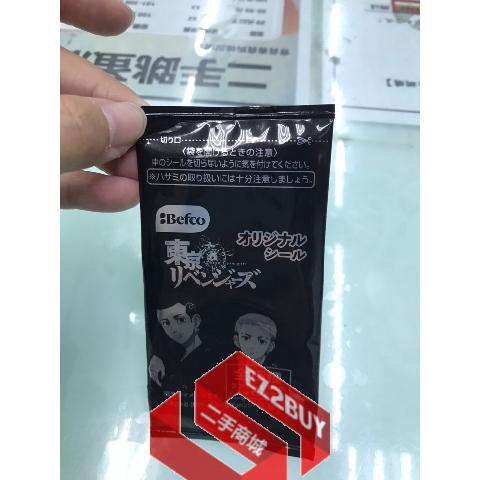 二手跳蚤
切り口
〈袋を開けるときの注意〉
中のシールを切らないように気を付けてください。
※ハサミの取り扱いには十分注意しましょう。
Befco
オリジナル
シール
東京
リベンジャーズ
EZ2BUY
二手商城